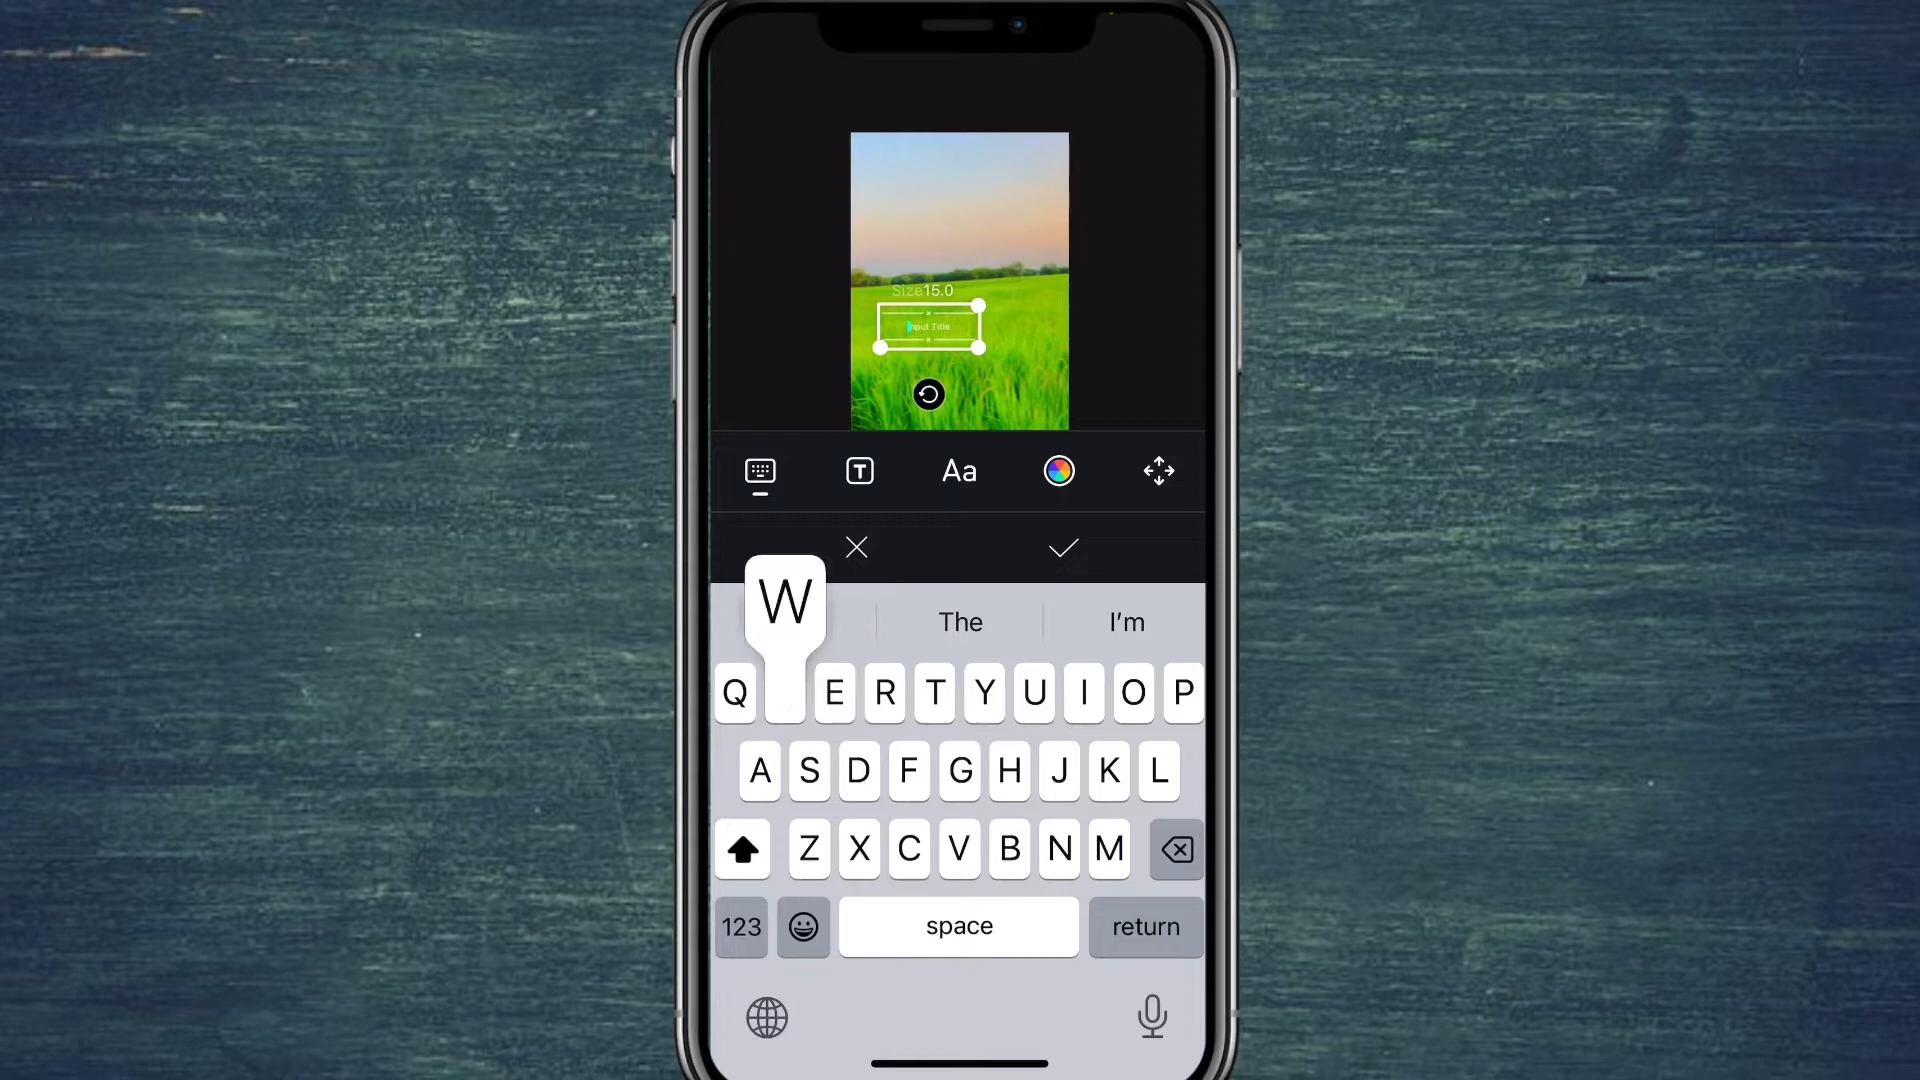 Size15.0
Input Title
T
Aa
W
The
I'm
Q E R T Y U I O P
A S D F G H J K L
Z X C V B N M
123
space
return